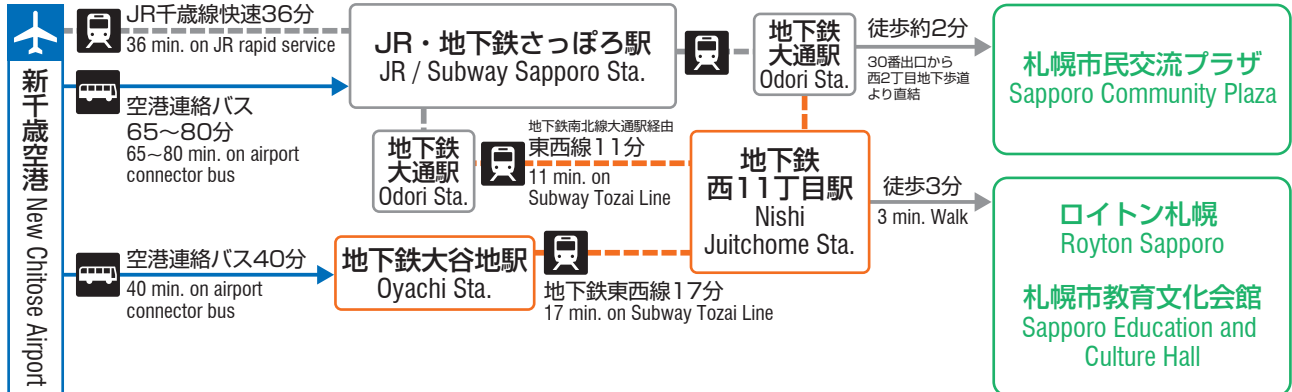 新千歳空港 New Chitose Airport
JR千歳線快速36分
36 min. on JR rapid service
空港連絡バス
65~80分
65~80 min. on airport
connector bus
空港連絡バス40分
40 min. on airport
connector bus
JR・地下鉄さっぽろ駅
JR / Subway Sapporo Sta.
地下鉄
大通駅
Odori Sta.
地下鉄南北線大通駅経由
東西線11分
11 min. on
Subway Tozai Line
地下鉄大谷地駅
Oyachi Sta.
地下鉄東西線17分
17 min. on Subway Tozai Line
地下鉄
大通駅
Odori Sta.
地下鉄
西11丁目駅
Nishi
Juitchome Sta.
徒歩約2分
30番出口から
西2丁目地下歩道
より直結
徒歩3分
3 min. Walk
札幌市民交流プラザ
Sapporo Community Plaza
ロイトン札幌
Royton Sapporo
札幌市教育文化会館
Sapporo Education and
Culture Hall